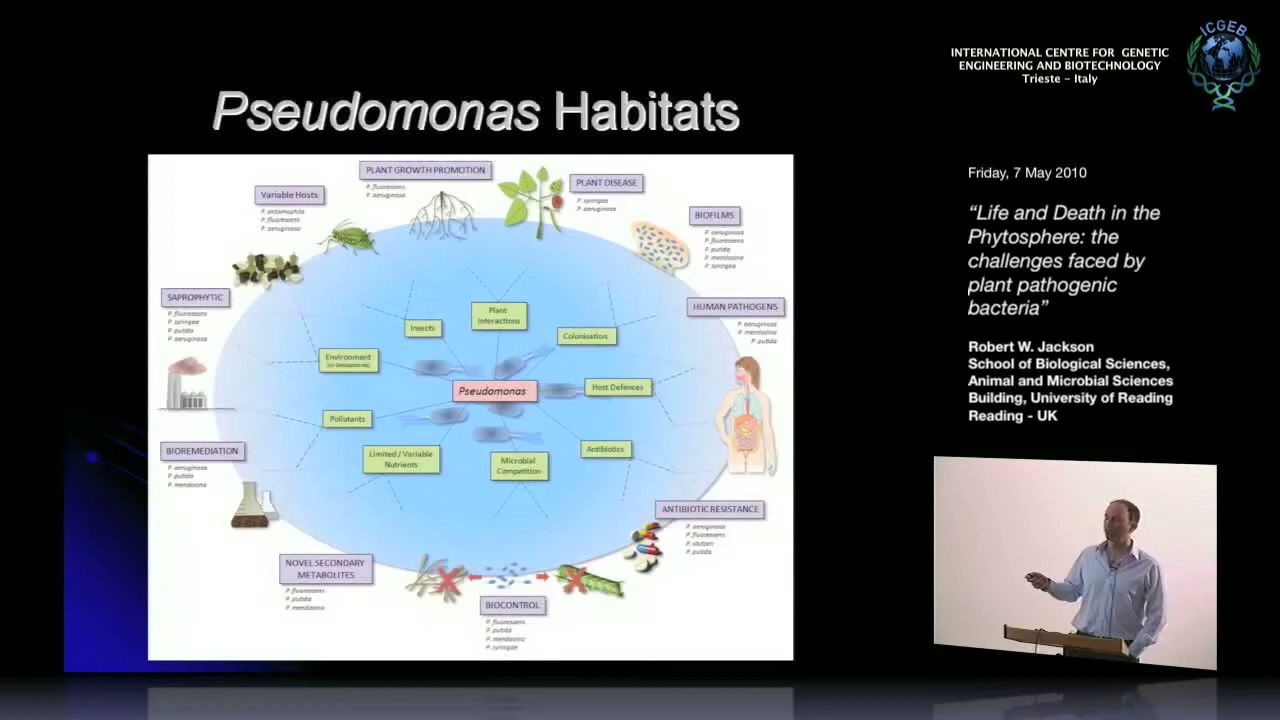 ICGEB
INTERNATIONAL CENTRE FOR GENETIC
ENGINEERING AND BIOTECHNOLOGY
Trieste - Italy
Pseudomonas Habitats
Friday, 7 May 2010
“Life and Death in the
Phytosphere: the
challenges faced by
plant pathogenic
bacteria”
Robert W. Jackson
School of Biological Sciences,
Animal and Microbial Sciences
Building, University of Reading
Reading - UK
PLANT GROWTH PROMOTION
P. fluorescens
P. aeruginosa
PLANT DISEASE
P. syringae
P. aeruginosa
Variable Hosts
P. entomophila
P. fluorescens
P. aeruginosa
BIOFILMS
P. aeruginosa
P. fluorescens
P. putida
P. mendocina
P. syringae
SAPROPHYTIC
P. fluorescens
P. syringae
P. putida
P. aeruginosa
HUMAN PATHOGENS
P. aeruginosa
P. mendocina
P. putida
Insects
Plant
Interactions
Colonisation
Environment
Pseudomonas
Host Defences
Pollutants
Limited / Variable
Nutrients
Microbial
Competition
Antibiotics
BIOREMEDIATION
P. aeruginosa
P. putida
P. mendocina
ANTIBIOTIC RESISTANCE
P. aeruginosa
P. fluorescens
P. stutzeri
P. putida
NOVEL SECONDARY
METABOLITES
P. fluorescens
P. putida
P. mendocina
BIOCONTROL
P. fluorescens
P. putida
P. mendocina
P. syringae